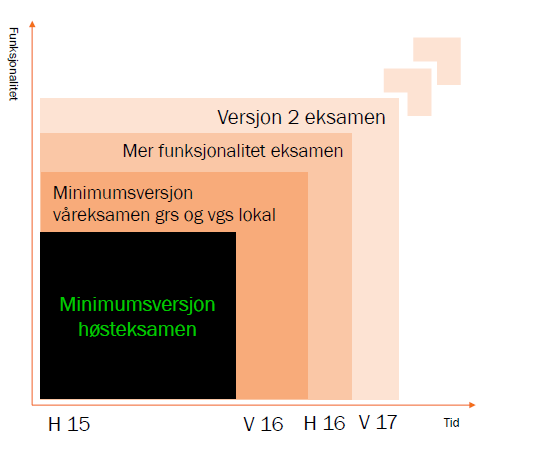 Funksjonalitet
Versjon 2 eksamen
Mer funksjonalitet eksamen
Minimumsversjon
våreksamen grs og vgs lokal
Minimumsversjon
høsteksamen
H 15
V 16
H 16
V 17
Tid